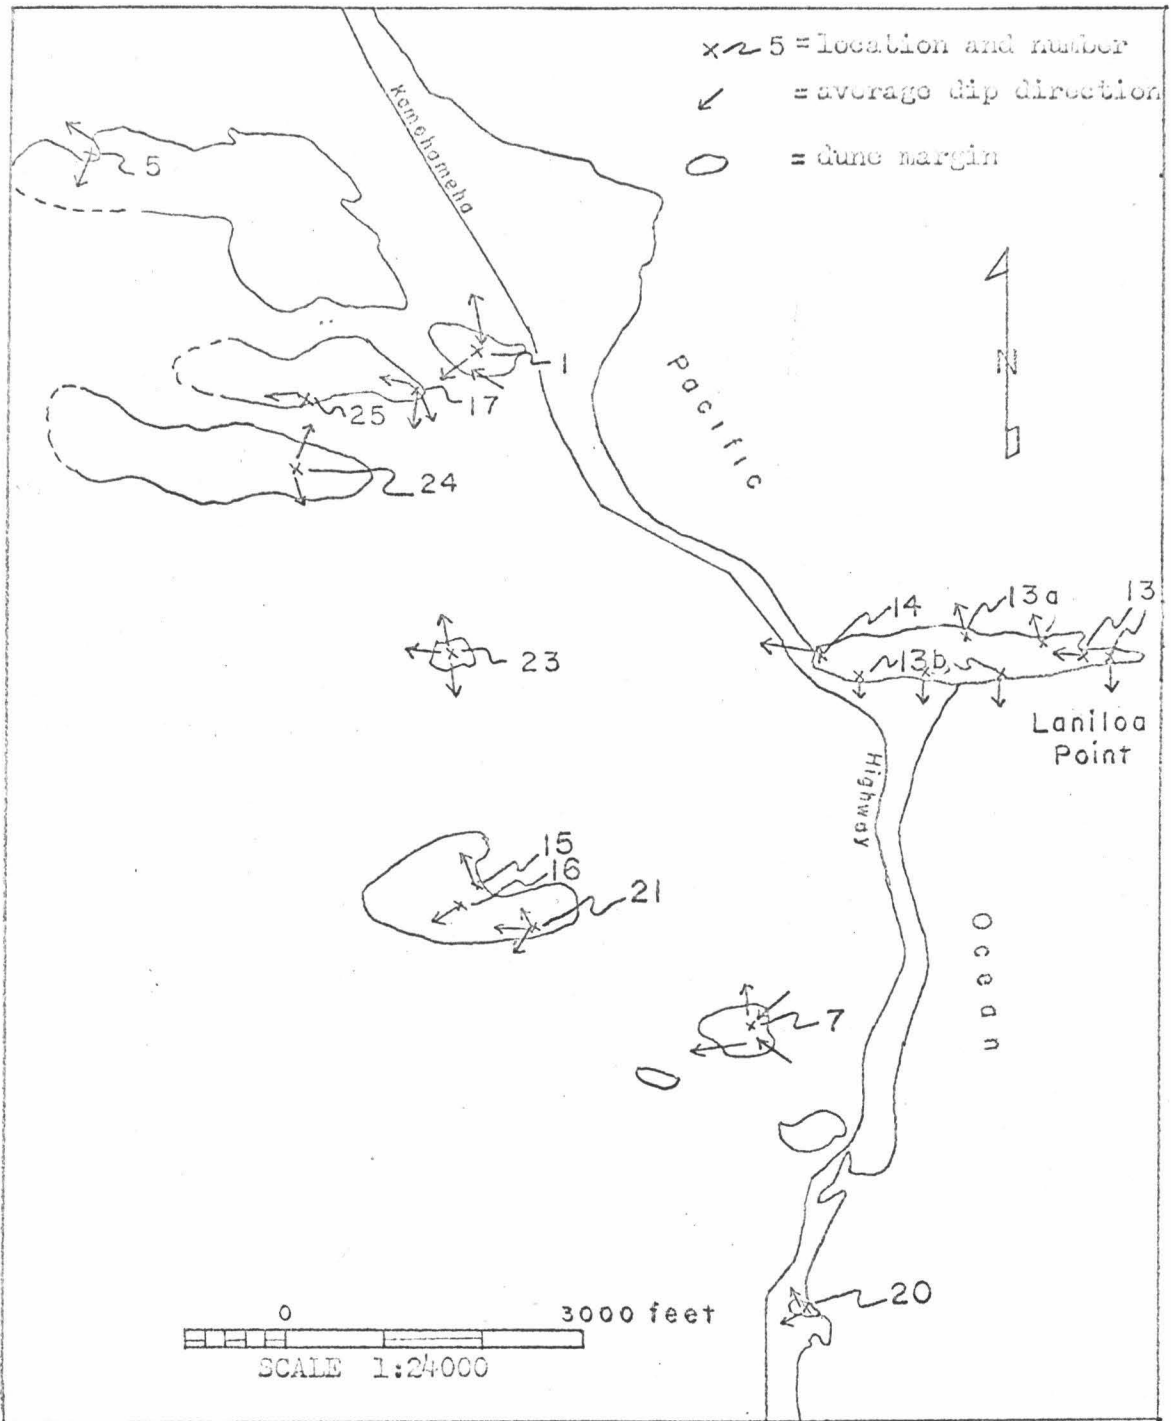 5 = location and number
= average dip direction
= dune margin
Kamehameha
5
N
Pacific
1
17
25
24
14
13a
13
23
13b,
Laniloa
Point
Highway
15
16
21
Ocean
7
20
0 3000 feet
SCALE 1:24000